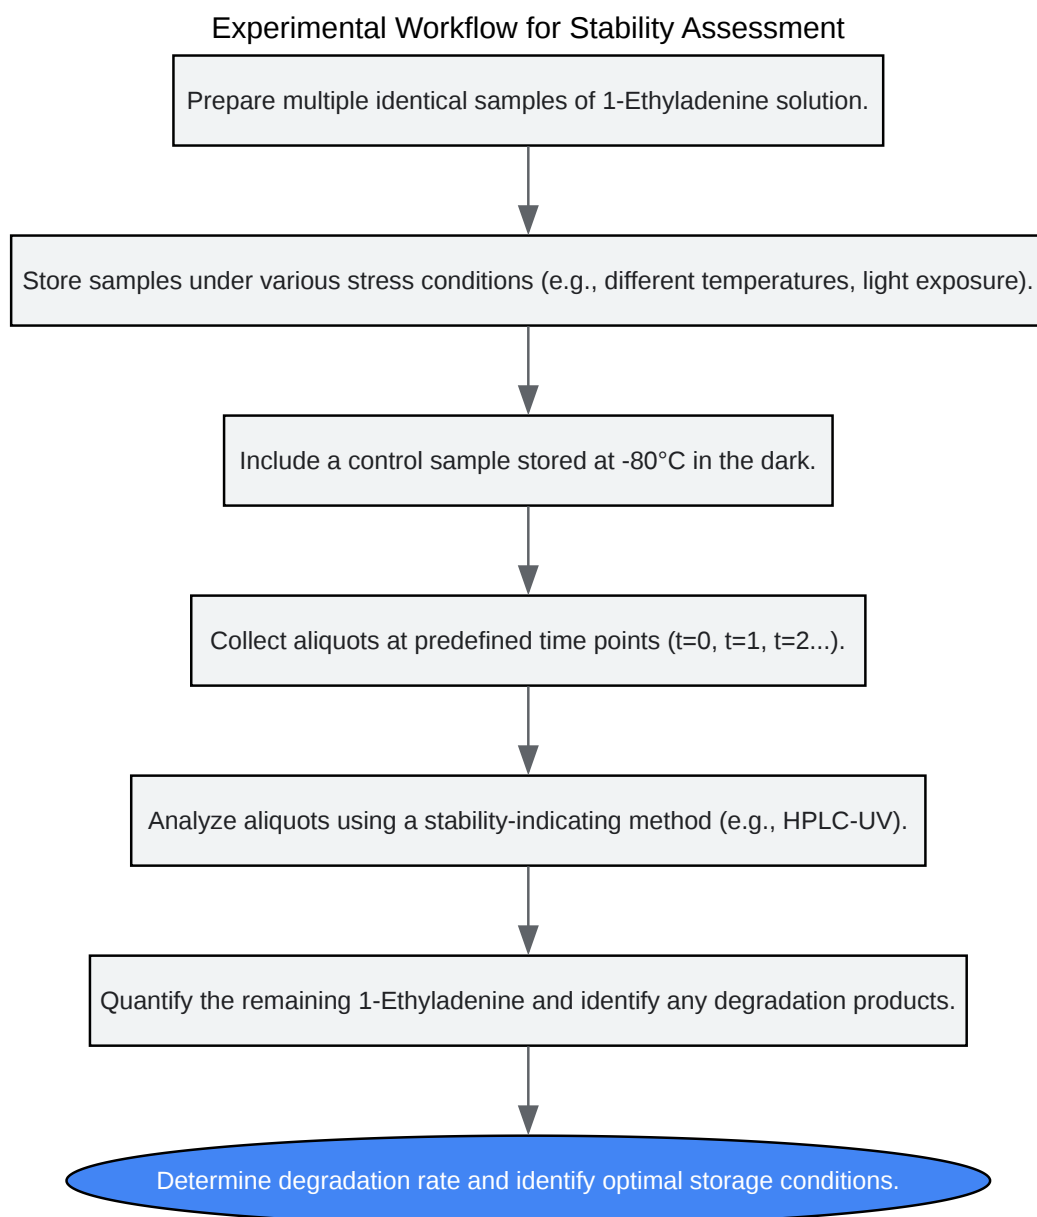 Experimental Workflow for Stability Assessment
Prepare multiple identical samples of 1-Ethyladenine solution.
Store samples under various stress conditions (e.g., different temperatures, light exposure).
Include a control sample stored at -80°C in the dark.
Collect aliquots at predefined time points (t=0, t=1, t=2...).
Analyze aliquots using a stability-indicating method (e.g., HPLC-UV).
Quantify the remaining 1-Ethyladenine and identify any degradation products.
Determine degradation rate and identify optimal storage conditions.